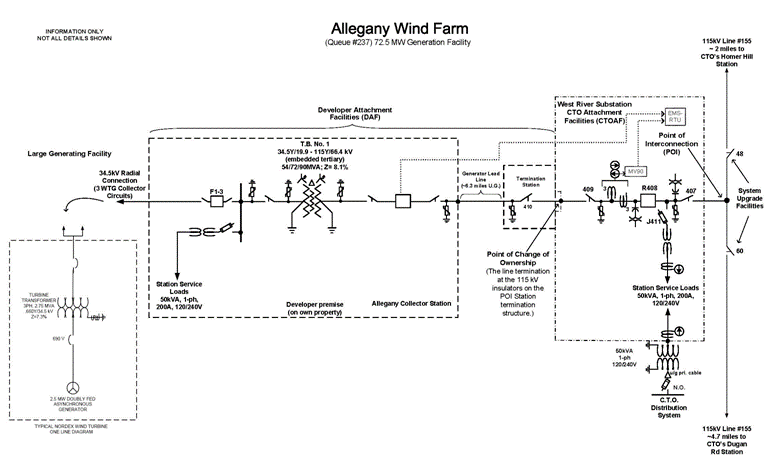 INFORMATION ONLY
NOT ALL DETAILS SHOWN
Allegany Wind Farm
(Queue #237) 72.5 MW Generation Facility
115kV Line #155
~ 2 miles to
CTO's Homer Hill
Station
Developer Attachment
Facilities (DAF)
West River Substation
CTO Attachment
Facilities (CTOAF)
EMS-
RTU
Point of
Interconnection
(POI)
48
Large Generating Facility
T.B. No. 1
34.5Y/19.9 - 115Y/66.4 kV
(embedded tertiary)
54/72/90MVA; Z= 8.1%
34.5kV Radial
Connection
(3 WTG Collector
Circuits)
F1-3
Generator Lead
Line
(~6.3 miles U.G.)
Termination
Station
410
MV90
3
3
409
R408
407
J411
System
Upgrade
Facilities
60
Point of Change of
Ownership
(The line termination
at the 115 kV
insulators on the
POI Station
termination
structure.)
Station Service
Loads
50kVA, 1-ph,
200A, 120/240V
Developer premise
(on own property)
Allegany Collector Station
Station Service Loads
50kVA, 1-ph, 200A,
120/240V
TURBINE
TRANSFORMER
3PH, 2.75 MVA
.660Y/34.5 kV
2.5 MW DOUBLY FED
ASYNCHRONOUS
GENERATOR
TYPICAL NORDEX WIND TURBINE
ONE LINE DIAGRAM
50kVA
1-ph
120/240V
pri. cable
N.O.
C.T.O.
Distribution
System
115kV Line #155
~4.7 miles to
CTO's Dugan
Rd Station